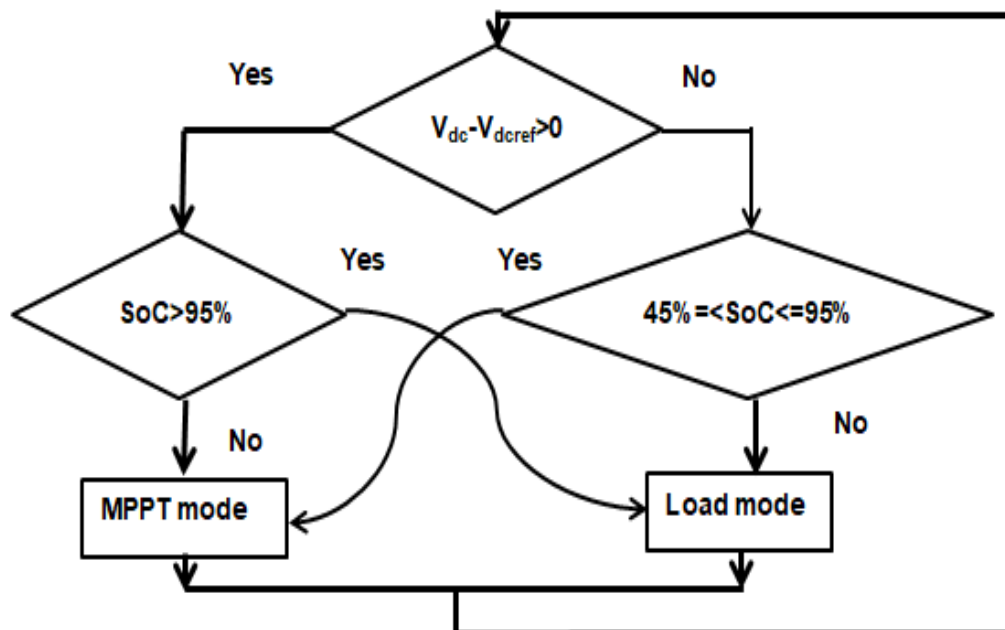 Yes
No
Vdc-Vdcref>0
Yes
Yes
SoC>95%
45%=<SoC<=95%
No
No
MPPT mode
Load mode